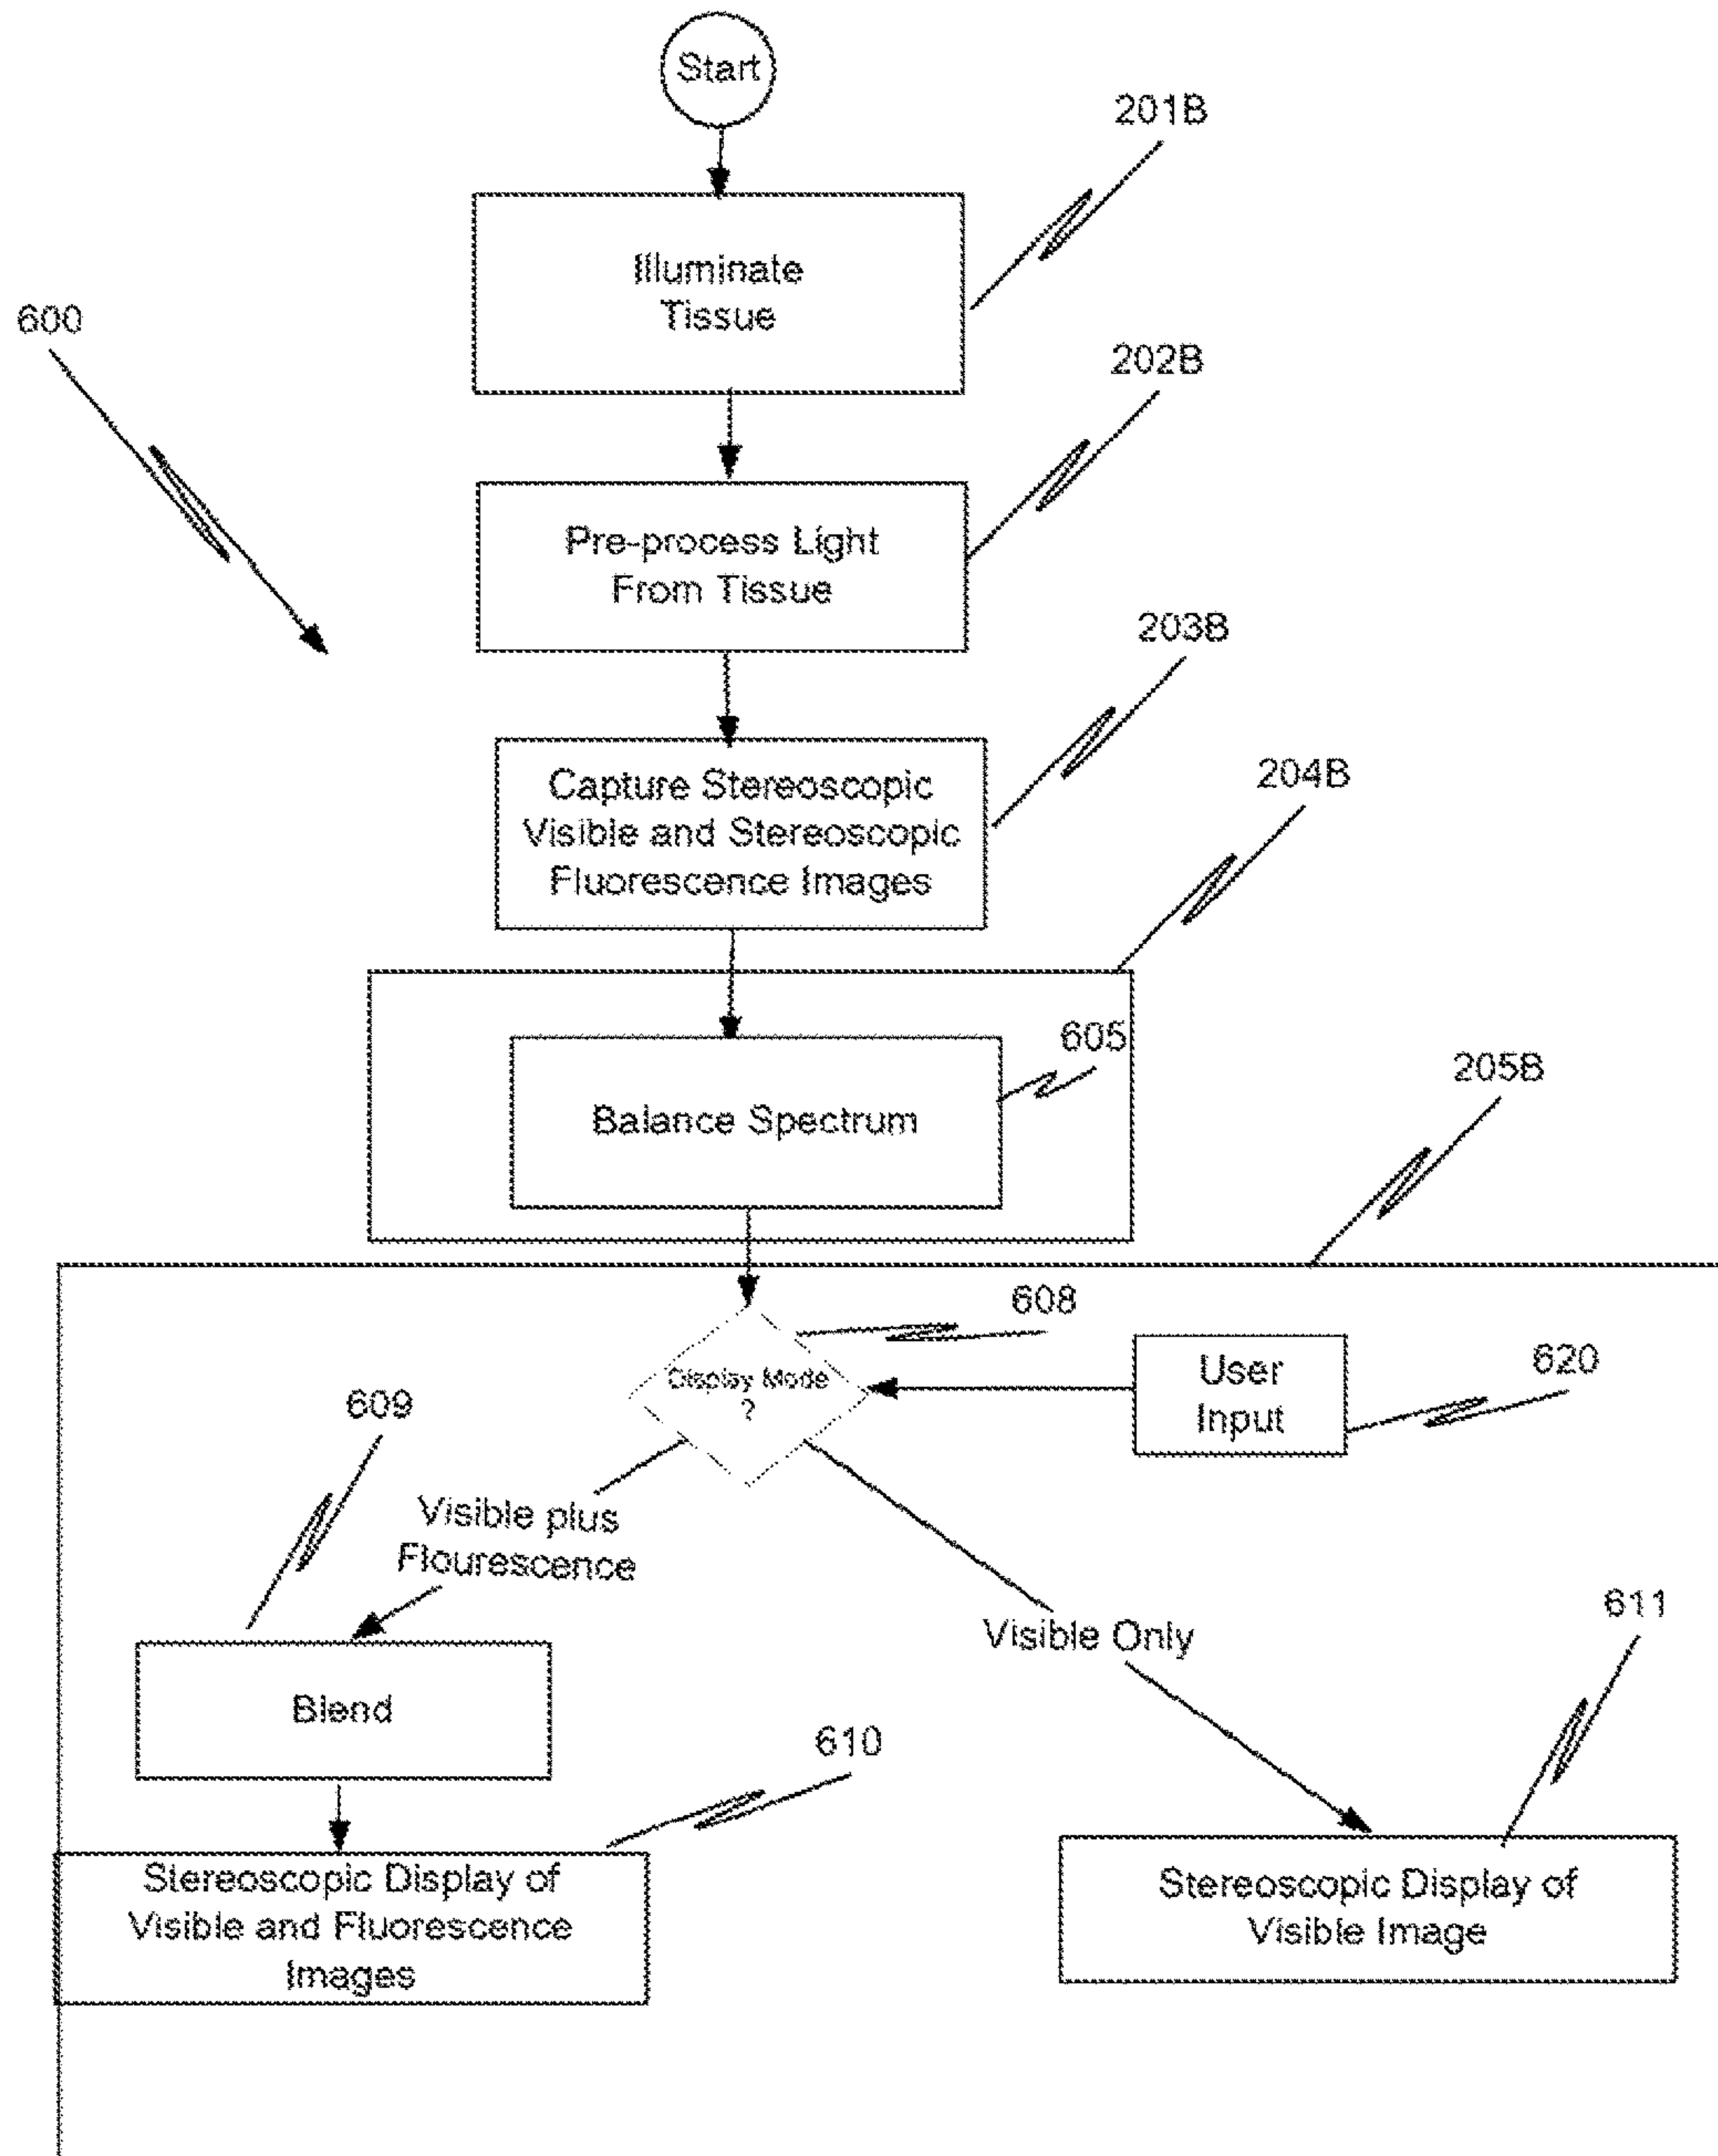 Start
201B
Illuminate
Tissue
600
202B
Pre-process Light
From Tissue
203B
Capture Stereoscopic
Visible and Stereoscopic
Fluorescence Images
204B
605
Balance Spectrum
205B
608
Display Mode
?
User
Input
620
609
Visible plus
Flourescence
Visible Only
611
Blend
610
Stereoscopic Display of
Visible and Fluorescence
Images
Stereoscopic Display of
Visible Image